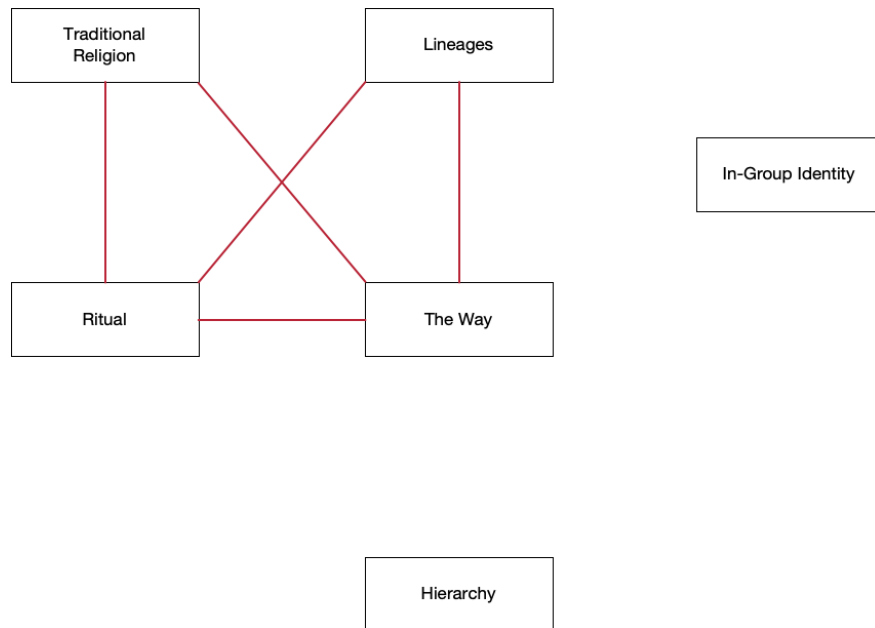 Traditional
Religion
Lineages
In-Group Identity
Ritual
The Way
Hierarchy